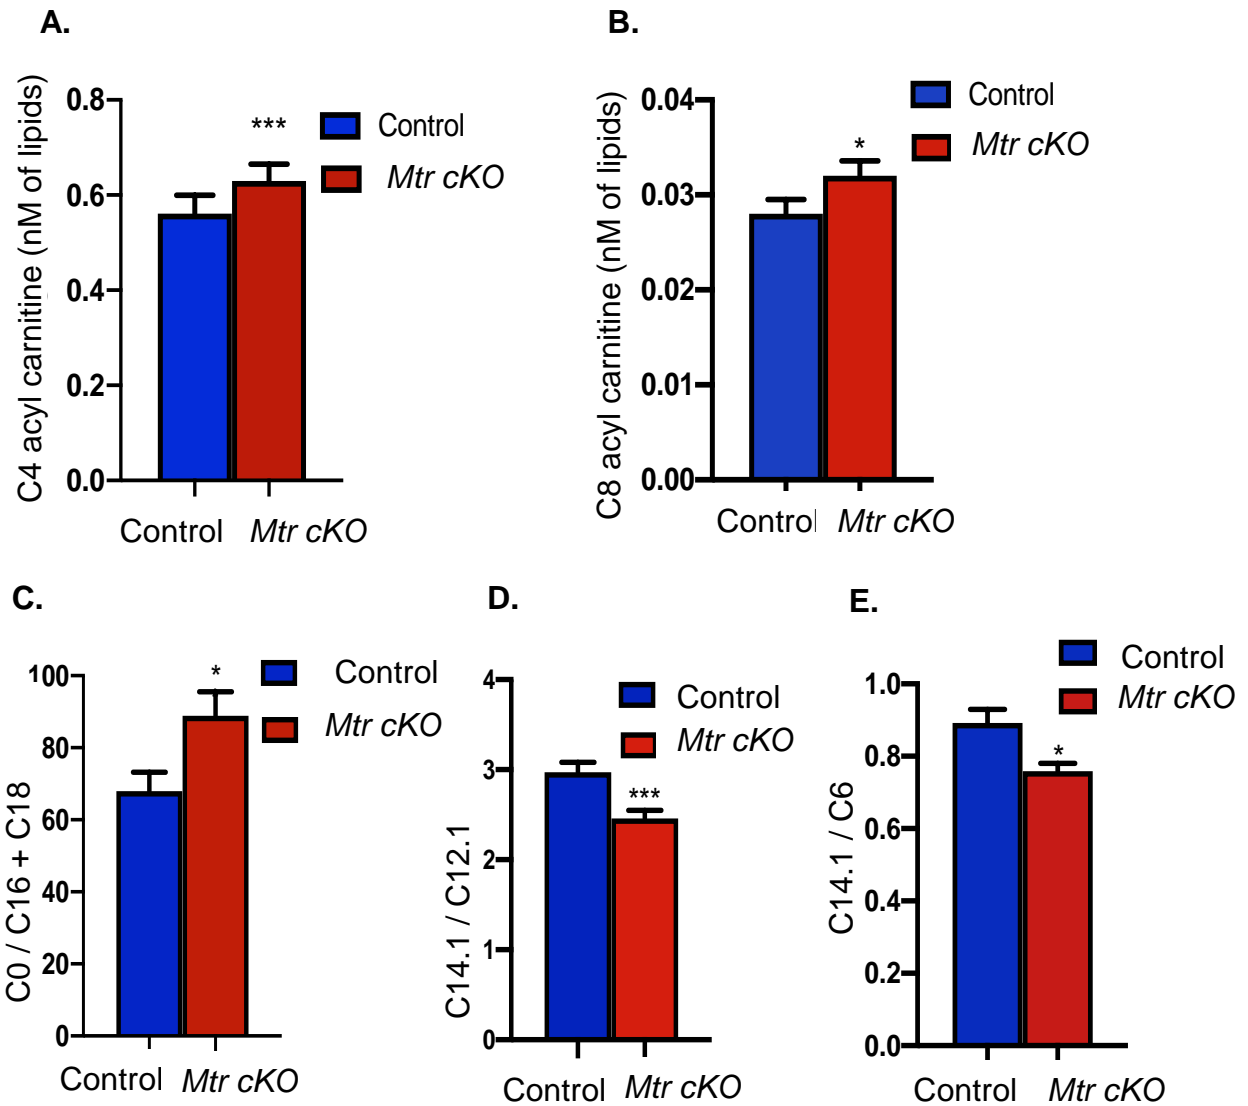 A.
C4 acyl carnitine (nM of lipids)
0.8
0.6
0.4
0.2
0.0
***
Control
Mtr cKO
Control Mtr cKO
B.
C8 acyl carnitine (nM of lipids)
0.04
0.03
0.02
0.01
0.00
*
Control
Mtr cKO
Control Mtr cKO
C.
C0 / C16 + C18
100
80
60
40
20
0
*
Control
Mtr cKO
Control Mtr cKO
D.
C14.1 / C12.1
4
3
2
1
0
***
Control
Mtr cKO
Control Mtr cKO
E.
C14.1 / C6
1.0
0.8
0.6
0.4
0.2
0.0
*
Control
Mtr cKO
Control Mtr cKO